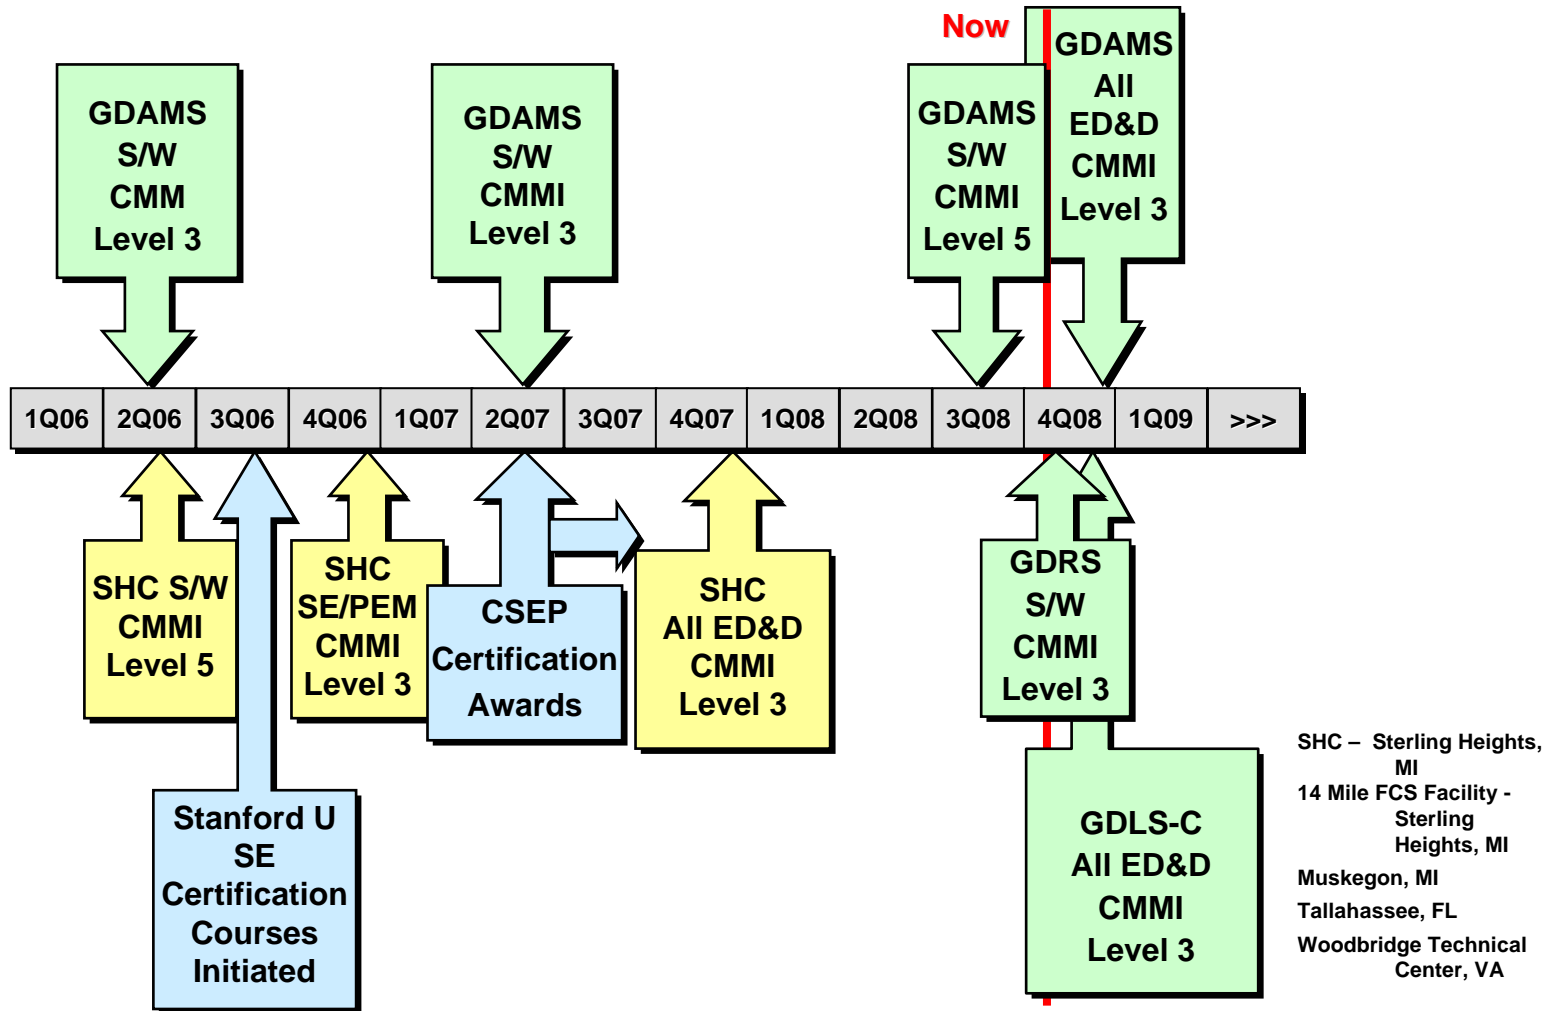 Now
GDAMS
S/W
CMM
Level 3
GDAMS
S/W
CMMI
Level 3
GDAMS
S/W
CMMI
Level 5
GDAMS
All
ED&D
CMMI
Level 3
1Q06 2Q06 3Q06 4Q06 1Q07 2Q07 3Q07 4Q07 1Q08 2Q08 3Q08 4Q08 1Q09 >>>
SHC S/W
CMMI
Level 5
SHC
SE/PEM
CMMI
Level 3
CSEP
Certification
Awards
SHC
All ED&D
CMMI
Level 3
GDRS
S/W
CMMI
Level 3
Stanford U
SE
Certification
Courses
Initiated
GDLS-C
All ED&D
CMMI
Level 3
SHC – Sterling Heights,
MI
14 Mile FCS Facility -
Sterling
Heights, MI
Muskegon, MI
Tallahassee, FL
Woodbridge Technical
Center, VA